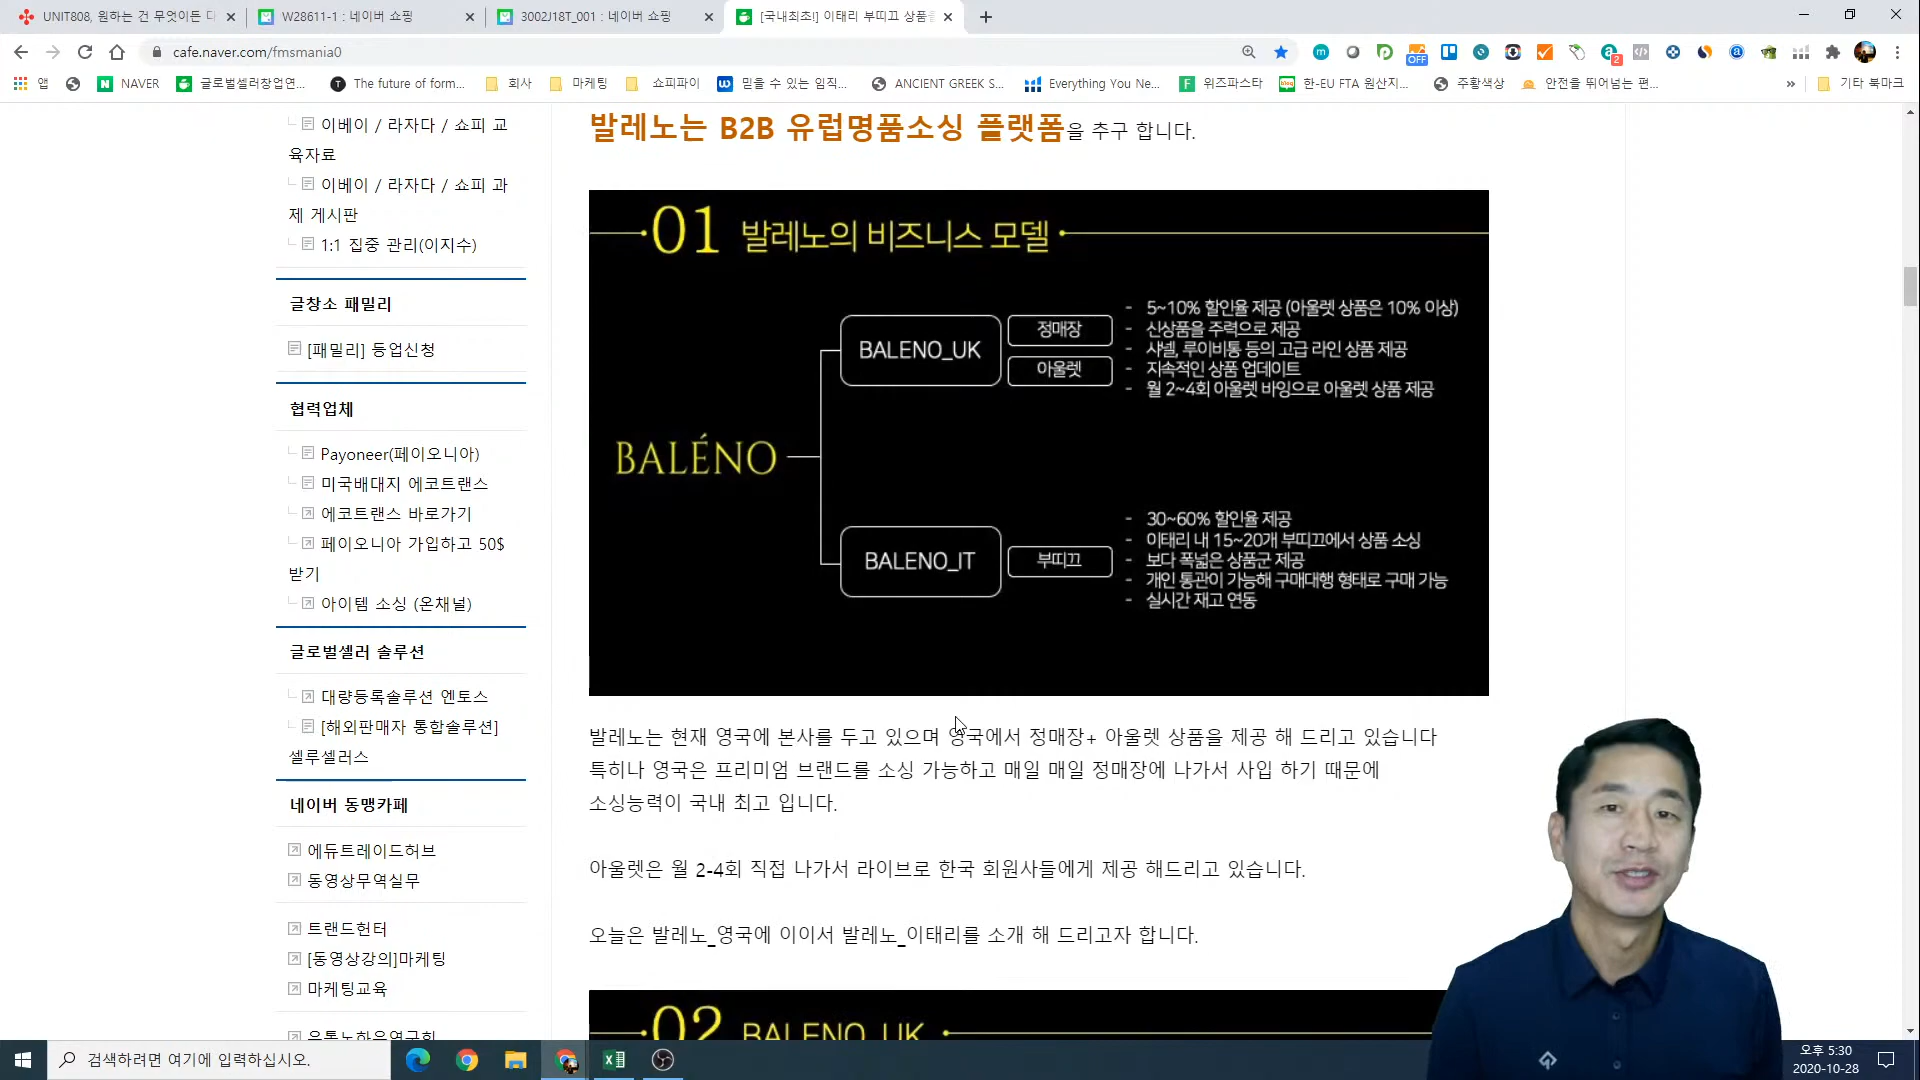 UNIT808, 원하는 건 무엇이든 다
W28611-1 : 네이버 쇼핑
3002J18T_001 : 네이버 쇼핑
[국내최초!] 이태리 부띠끄 상품을
cafe.naver.com/fmsmania0
OFF
2
앱
NAVER
글로벌셀러창업연...
The future of form...
회사
마케팅
쇼피파이
믿을 수 있는 임직...
ANCIENT GREEK S...
Everything You Ne...
위즈파스타
한-EU FTA 원산지...
주황색상
안전을 뛰어넘는 편...
기타 북마크
이베이 / 라자다 / 쇼피 교
육자료
이베이 / 라자다 / 쇼피 과
제 게시판
1:1 집중 관리(이지수)
글창소 패밀리
[패밀리] 등업신청
협력업체
Payoneer(페이오니아)
미국배대지 에코트랜스
에코트랜스 바로가기
페이오니아 가입하고 50$
받기
아이템 소싱 (온채널)
글로벌셀러 솔루션
대량등록솔루션 엔토스
[해외판매자 통합솔루션]
셀루셀러스
네이버 동맹카페
에듀트레이드허브
동영상무역실무
트랜드헌터
[동영상강의]마케팅
마케팅교육
유통노하우연구회
발레노는 B2B 유럽명품소싱 플랫폼을 추구 합니다.
01 발레노의 비즈니스 모델
BALÉNO
BALENO_UK
정매장
아울렛
- 5~10% 할인율 제공 (아울렛 상품은 10% 이상)
- 신상품을 주력으로 제공
- 샤넬, 루이비통 등의 고급 라인 상품 제공
- 지속적인 상품 업데이트
- 월 2~4회 아울렛 바잉으로 아울렛 상품 제공
BALENO_IT
부띠끄
- 30~60% 할인율 제공
- 이태리 내 15~20개 부띠끄에서 상품 소싱
- 보다 폭넓은 상품군 제공
- 개인 통관이 가능해 구매대행 형태로 구매 가능
- 실시간 재고 연동
발레노는 현재 영국에 본사를 두고 있으며 영국에서 정매장+ 아울렛 상품을 제공 해 드리고 있습니다
특히나 영국은 프리미엄 브랜드를 소싱 가능하고 매일 매일 정매장에 나가서 사입 하기 때문에
소싱능력이 국내 최고 입니다.
아울렛은 월 2-4회 직접 나가서 라이브로 한국 회원사들에게 제공 해드리고 있습니다.
오늘은 발레노_영국에 이이서 발레노_이태리를 소개 해 드리고자 합니다.
02 BALENO_UK
검색하려면 여기에 입력하십시오.
오후 5:30
2020-10-28